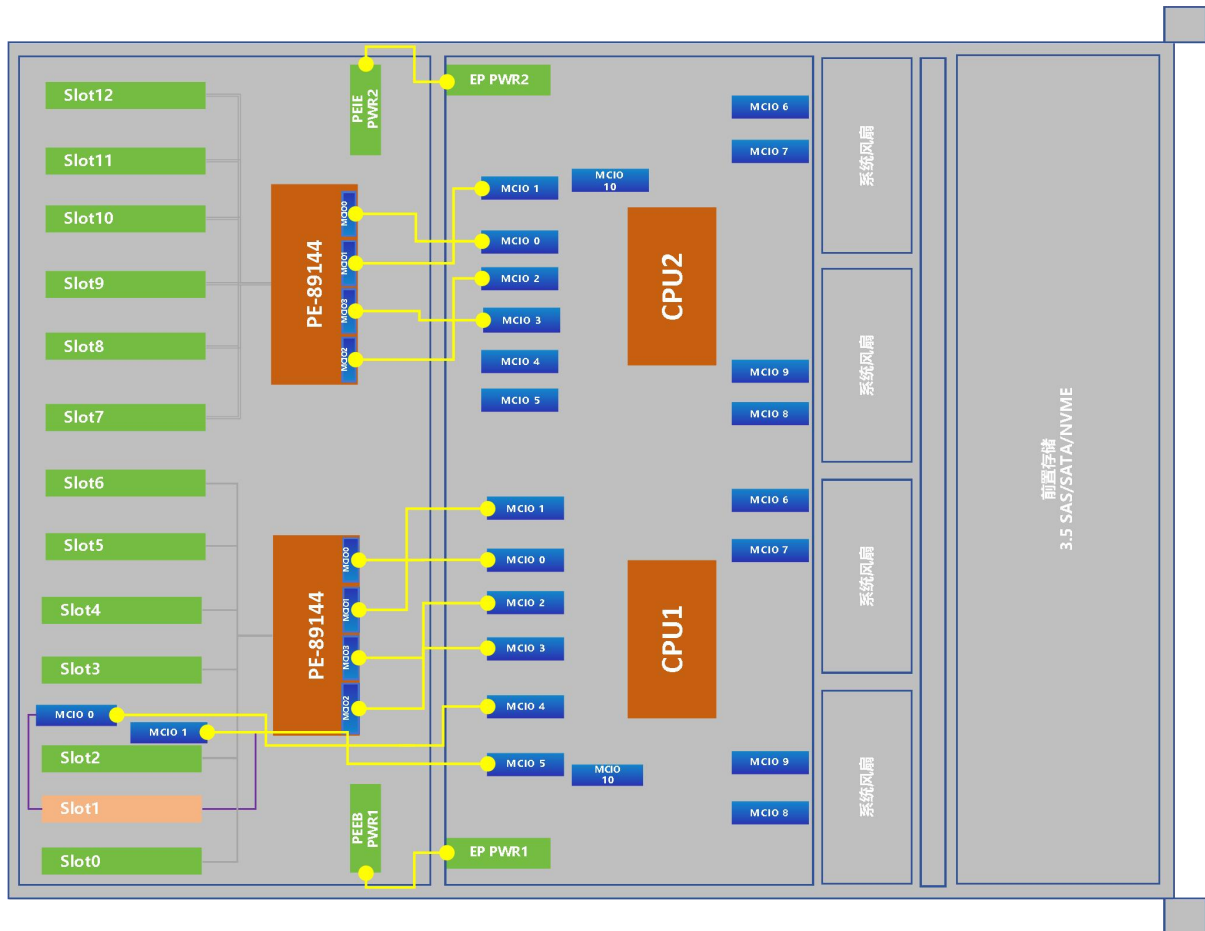 Slot12
Slot11
Slot10
Slot9
Slot8
Slot7
Slot6
Slot5
Slot4
Slot3
MCIO 0
MCIO 1
Slot2
Slot1
Slot0
PEIE
PWR2
PE-89144
MCIO0
MCIO1
MCIO3
MCIO2
PE-89144
MCIO0
MCIO1
MCIO3
MCIO2
PEEB
PWR1
EP PWR2
MCIO 1
MCIO
10
MCIO 0
MCIO 2
MCIO 3
MCIO 4
MCIO 5
CPU2
MCIO 6
MCIO 7
MCIO 9
MCIO 8
MCIO 1
MCIO 0
MCIO 2
MCIO 3
MCIO 4
MCIO 5
MCIO
10
CPU1
MCIO 6
MCIO 7
MCIO 9
MCIO 8
EP PWR1
系统风扇
系统风扇
系统风扇
系统风扇
前置存储
3.5 SAS/SATA/NVME